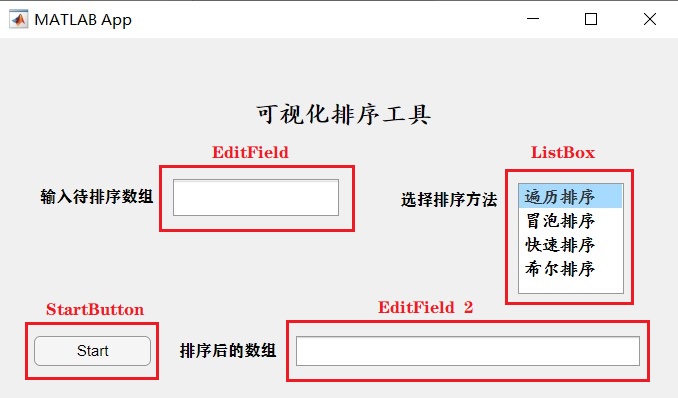 MATLAB App
可视化排序工具
EditField
ListBox
输入待排序数组
选择排序方法
遍历排序
冒泡排序
快速排序
希尔排序
StartButton
EditField 2
Start
排序后的数组